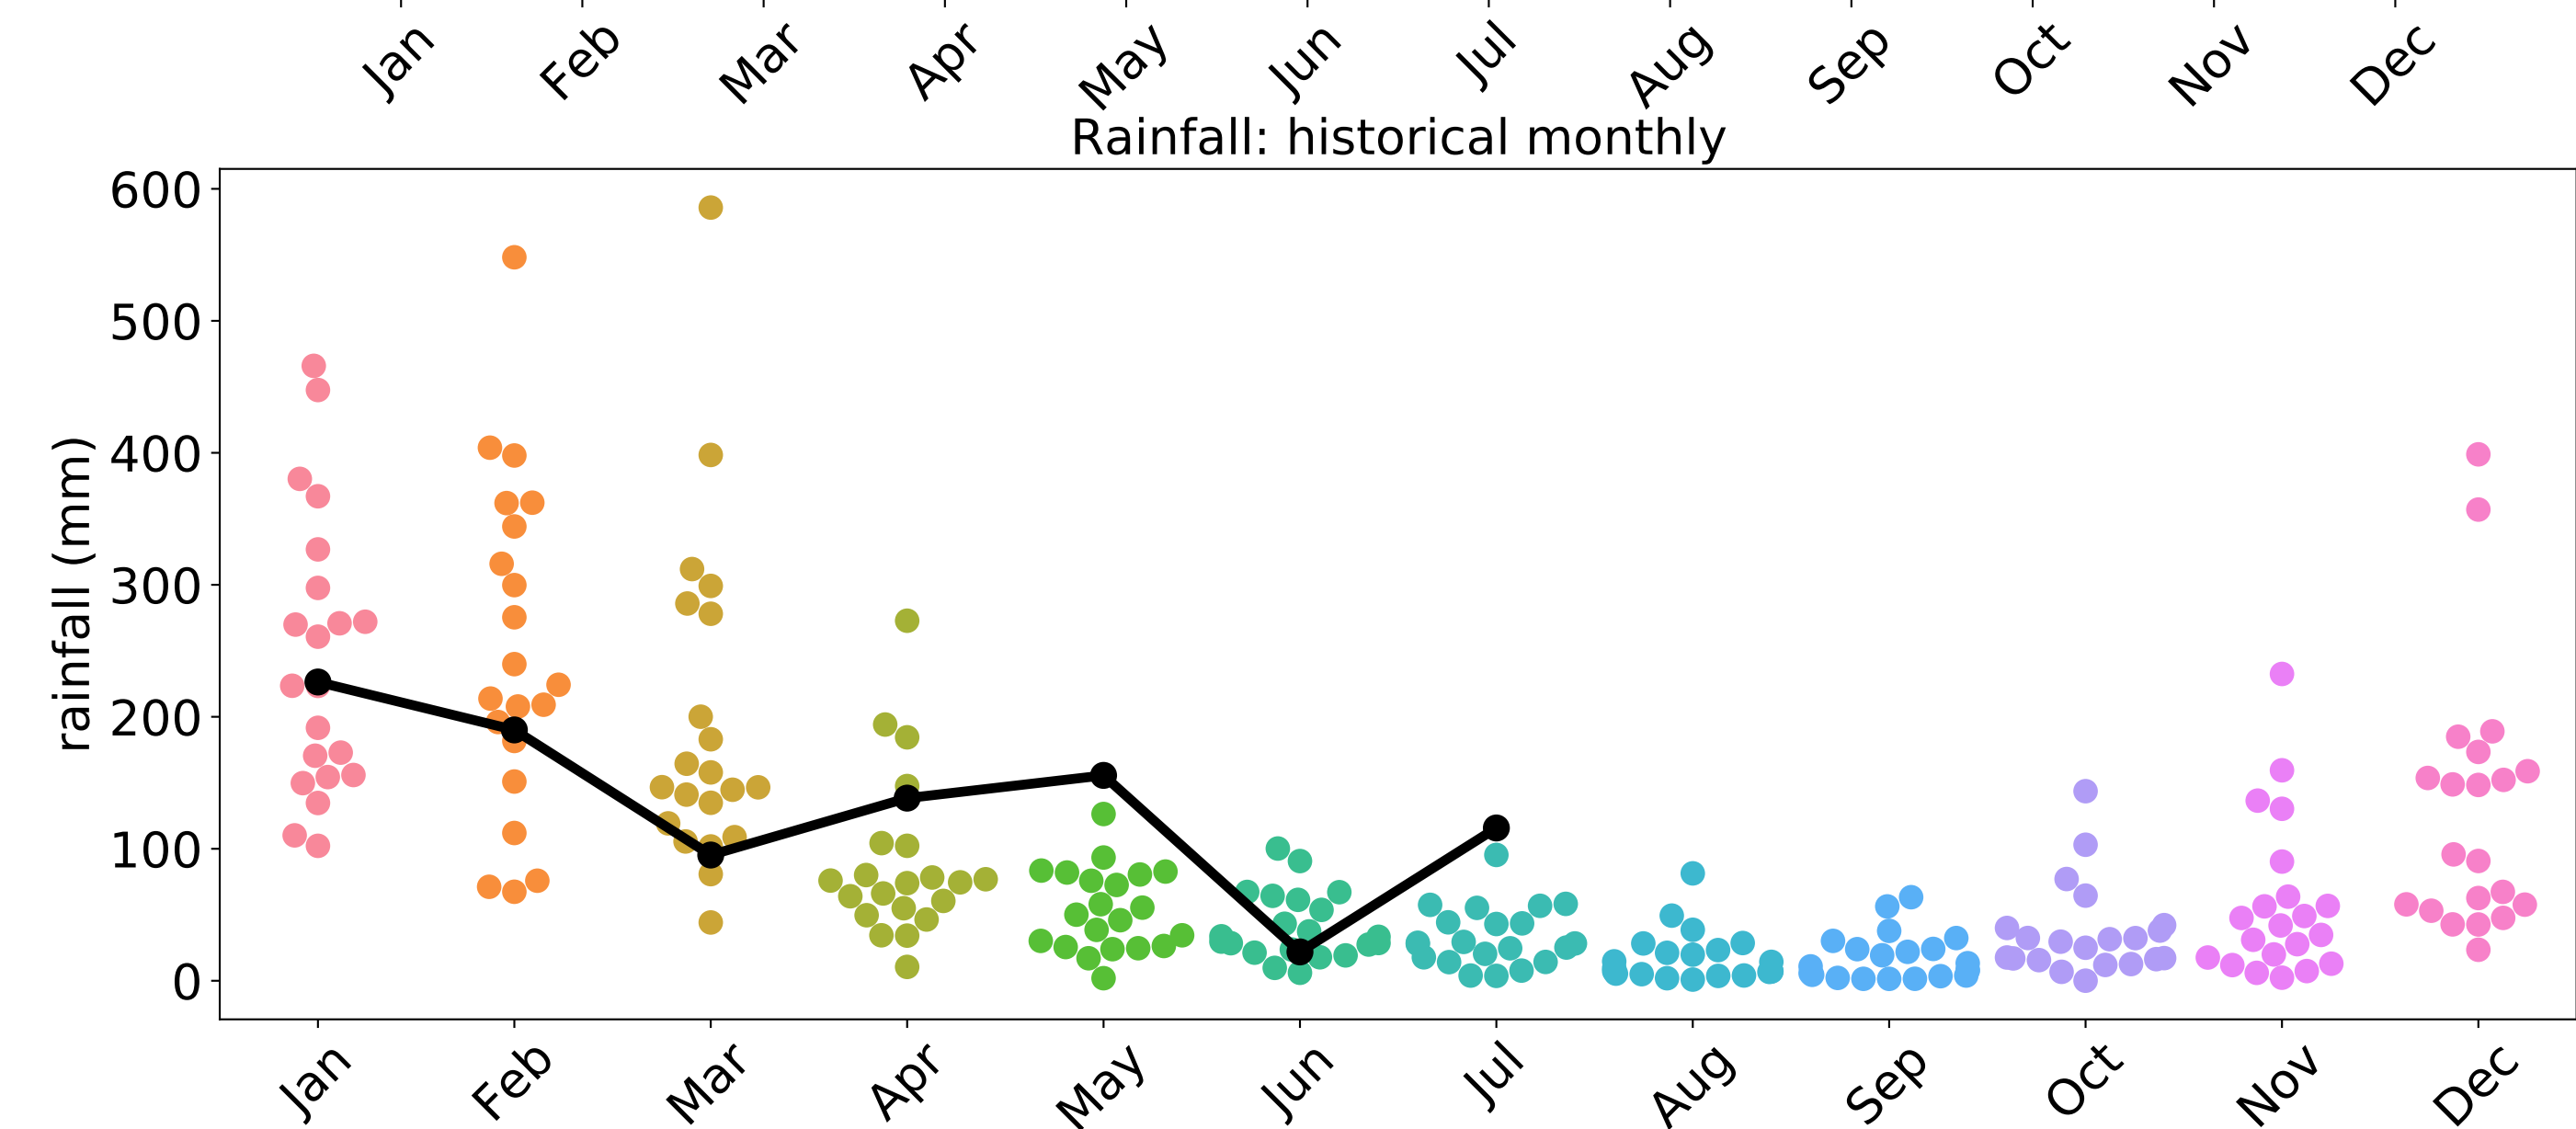 Jan Feb Mar Apr May Jun Jul Aug Sep Oct Nov Dec
Rainfall: historical monthly
600
500
400
300
200
100
0
rainfall (mm)
Jan Feb Mar Apr May Jun Jul Aug Sep Oct Nov Dec